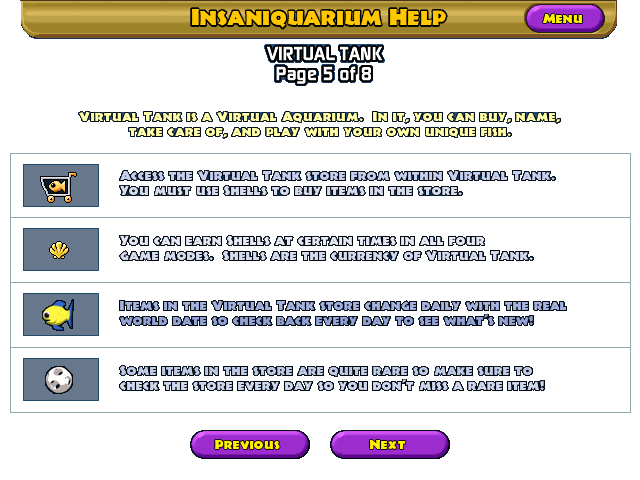 Insaniquarium Help
Menu
VIRTUAL TANK
Page 5 of 8
Virtual Tank is a Virtual Aquarium. In it, you can buy, name,
take care of, and play with your own unique fish.
Access the Virtual Tank store from within Virtual Tank.
You must use Shells to buy items in the store.
You can earn Shells at certain times in all four
game modes. Shells are the currency of Virtual Tank.
Items in the Virtual Tank store change daily with the real
world date so check back every day to see what's new!
Some items in the store are quite rare so make sure to
check the store every day so you don't miss a rare item!
Previous
Next